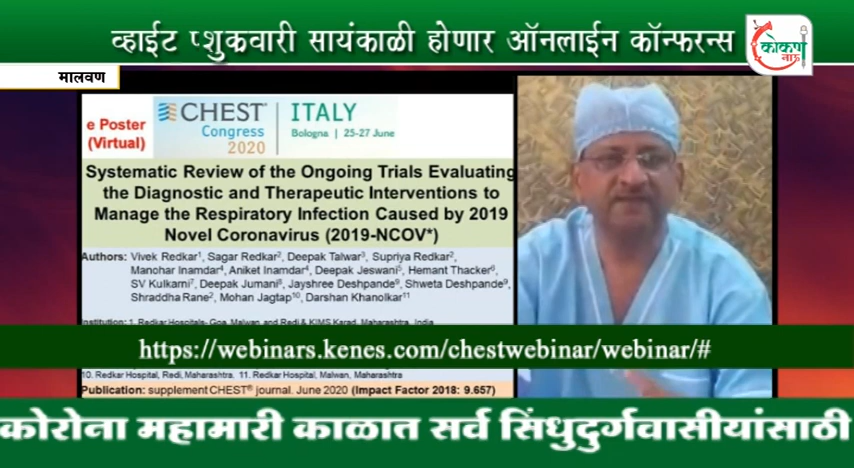 व्हाईट ५शुक्रवारी सायंकाळी होणार ऑनलाईन कॉन्फरन्स
कोकण
नाऊ
मालवण
e Poster
(Virtual)
CHEST®
Congress
2020
ITALY
Bologna | 25-27 June
Systematic Review of the Ongoing Trials Evaluating
the Diagnostic and Therapeutic Interventions to
Manage the Respiratory Infection Caused by 2019
Novel Coronavirus (2019-NCOV*)
Authors: Vivek Redkar1, Sagar Redkar2, Deepak Talwar3, Supriya Redkar2,
Manohar Inamdar4, Aniket Inamdar4, Deepak Jeswani5, Hemant Thacker6,
SV Kulkarni7, Deepak Jumani8, Jayshree Deshpande9, Shweta Deshpande9,
Shraddha Rane2, Mohan Jagtap10, Darshan Khanolkar11
Institution: 1. Redkar Hospitals- Goa, Malwan, and Redi & KIMS Karad, Maharashtra, India
https://webinars.kenes.com/chestwebinar/webinar/#
10. Redkar Hospital, Redi, Maharashtra. 11. Redkar Hospital, Malwan, Maharashtra
Publication: supplement CHEST® journal. June 2020 (Impact Factor 2018: 9.657)
कोरोना महामारी काळात सर्व सिंधुदुर्गवासीयांसाठी